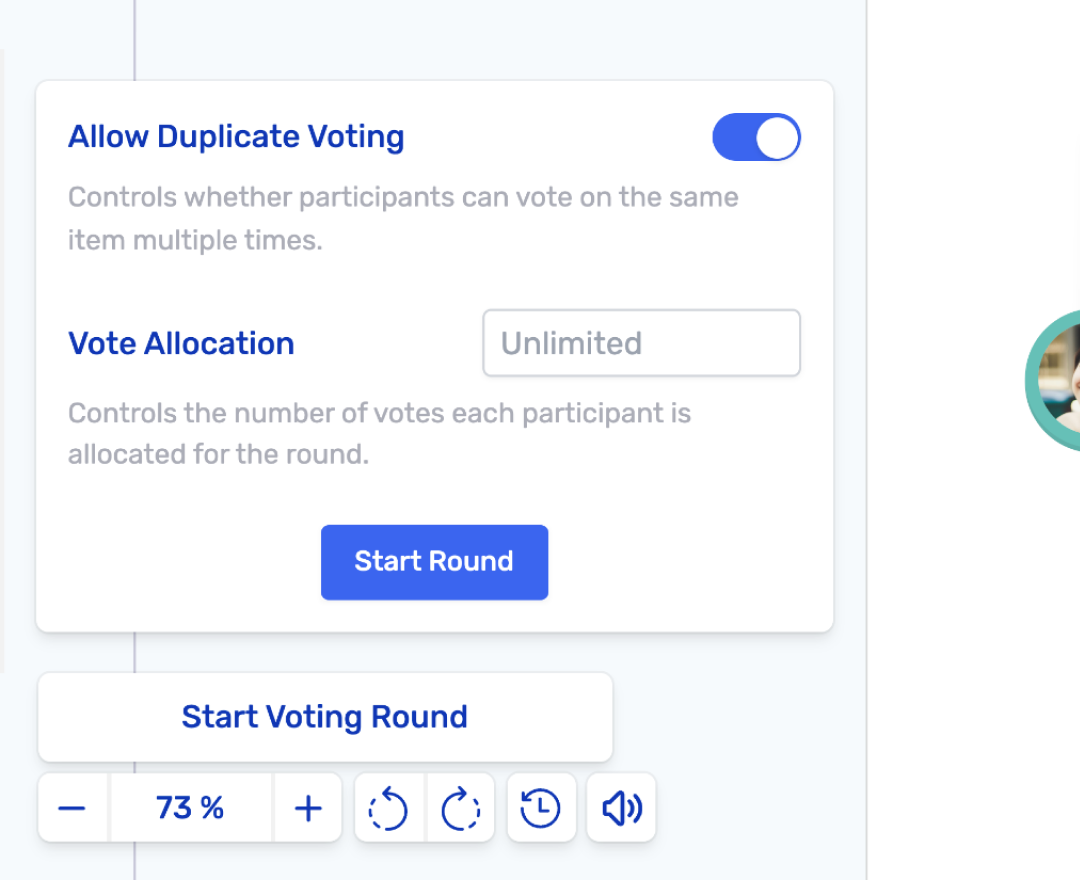 Allow Duplicate Voting
Controls whether participants can vote on the same
item multiple times.
Vote Allocation
Unlimited
Controls the number of votes each participant is
allocated for the round.
Start Round
Start Voting Round
73 %